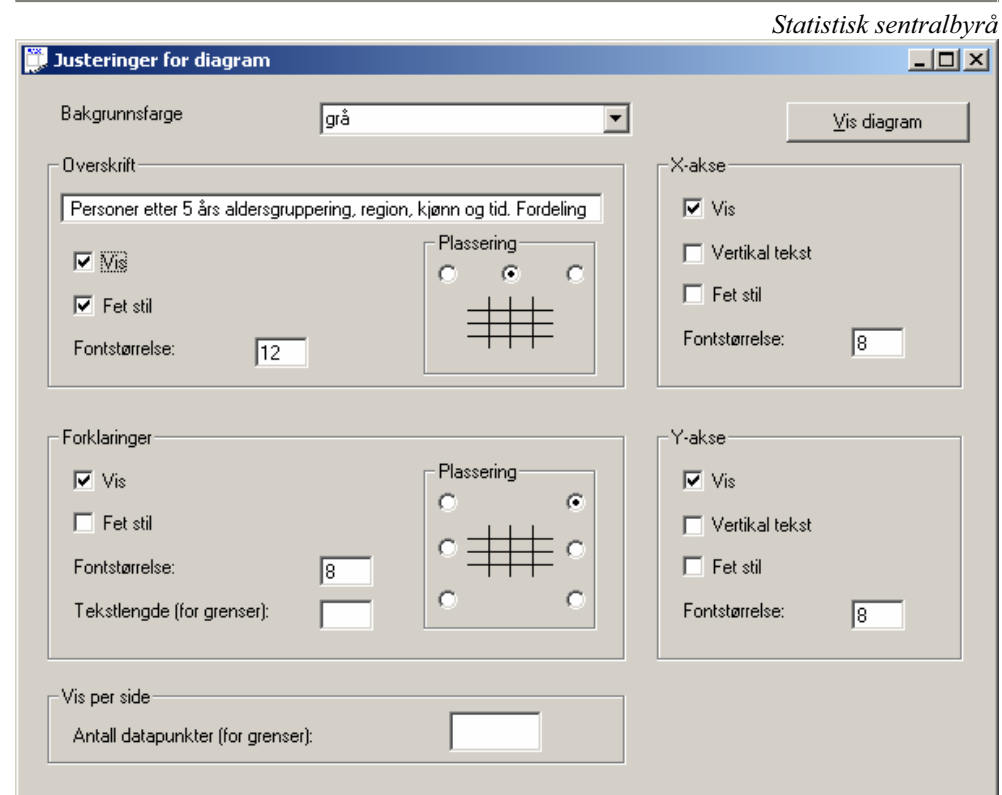 Statistisk sentralbyrå
Justeringer for diagram
Bakgrunnsfarge
grå
Vis diagram
Overskrift
Personer etter 5 års aldersgruppering, region, kjønn og tid. Fordeling
Vis
Fet stil
Fontstørrelse: 12
Plassering
X-akse
Vis
Vertikal tekst
Fet stil
Fontstørrelse: 8
Forklaringer
Vis
Fet stil
Fontstørrelse: 8
Tekstlengde (for grenser):
Plassering
Y-akse
Vis
Vertikal tekst
Fet stil
Fontstørrelse: 8
Vis per side
Antall datapunkter (for grenser):